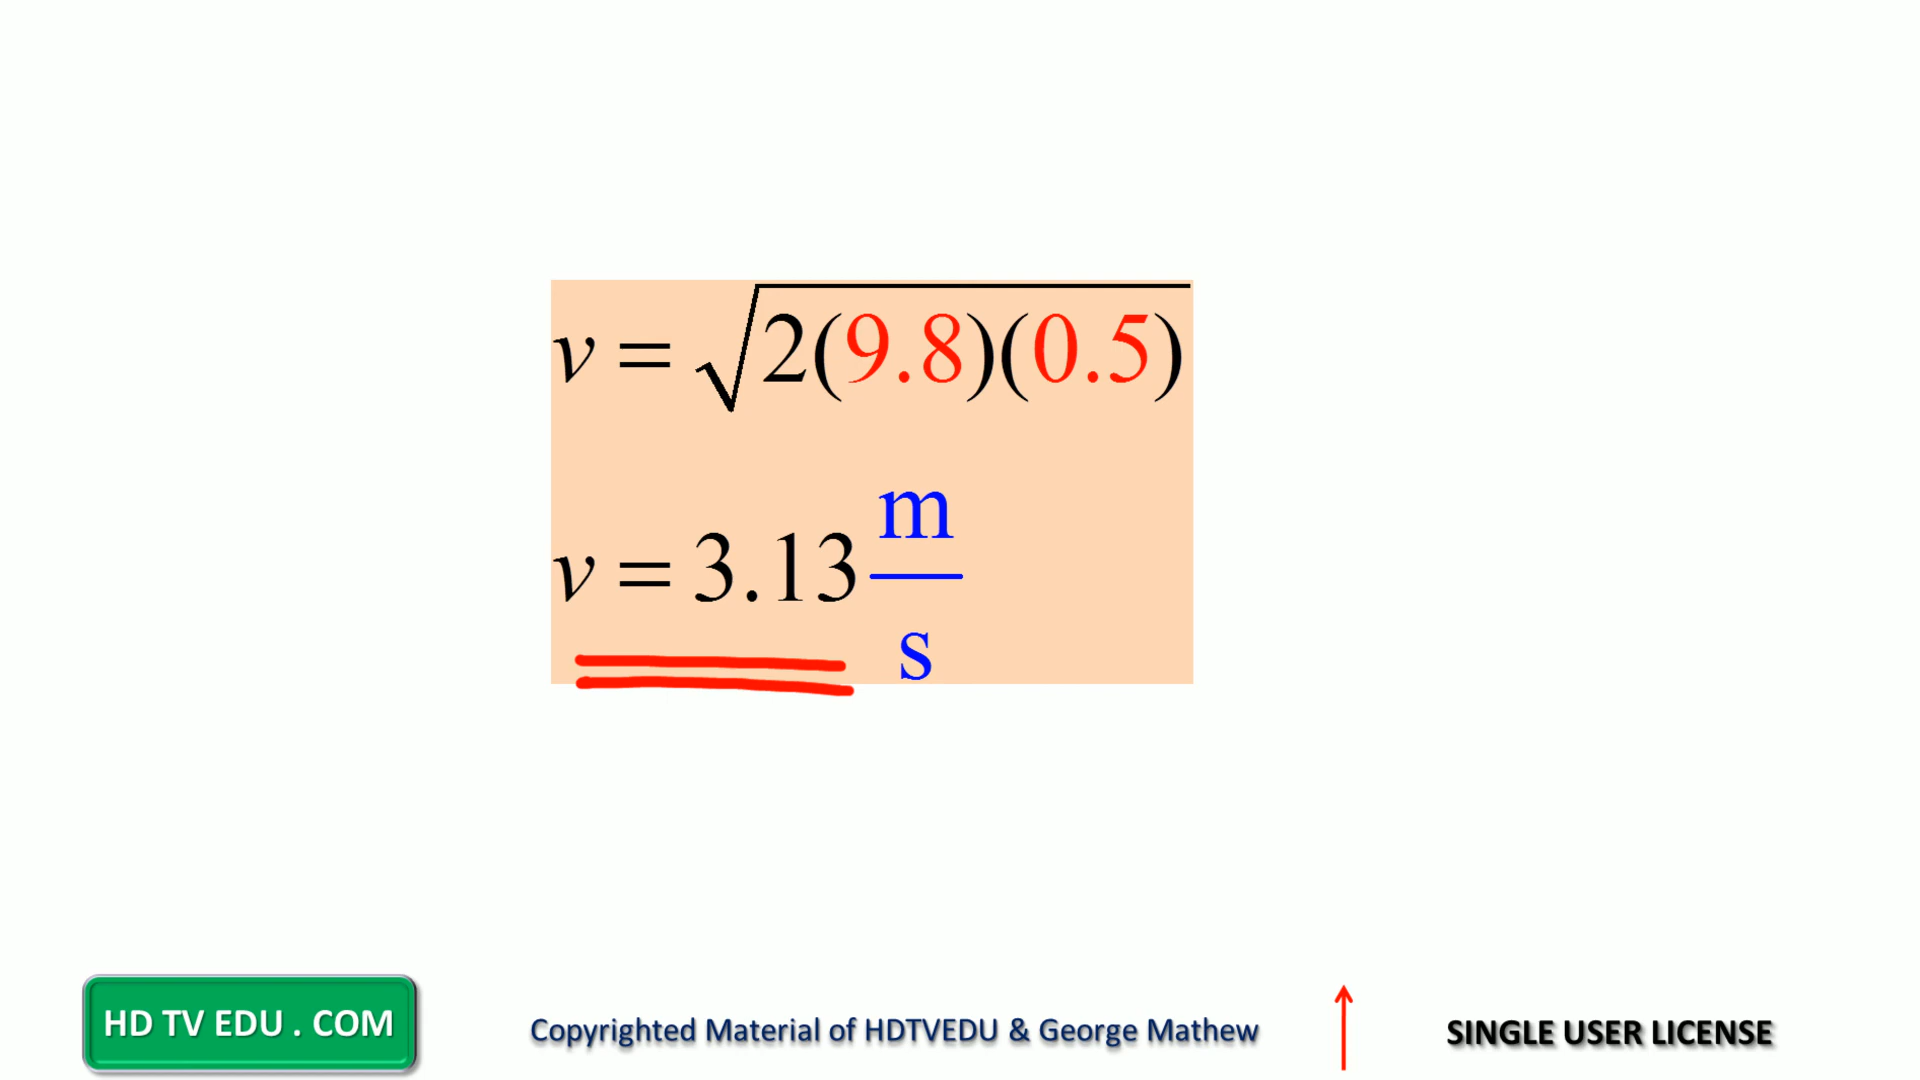 v = √2(9.8)(0.5)
v = 3.13 m/s
HD TV EDU . COM
Copyrighted Material of HDTVEDU & George Mathew
SINGLE USER LICENSE